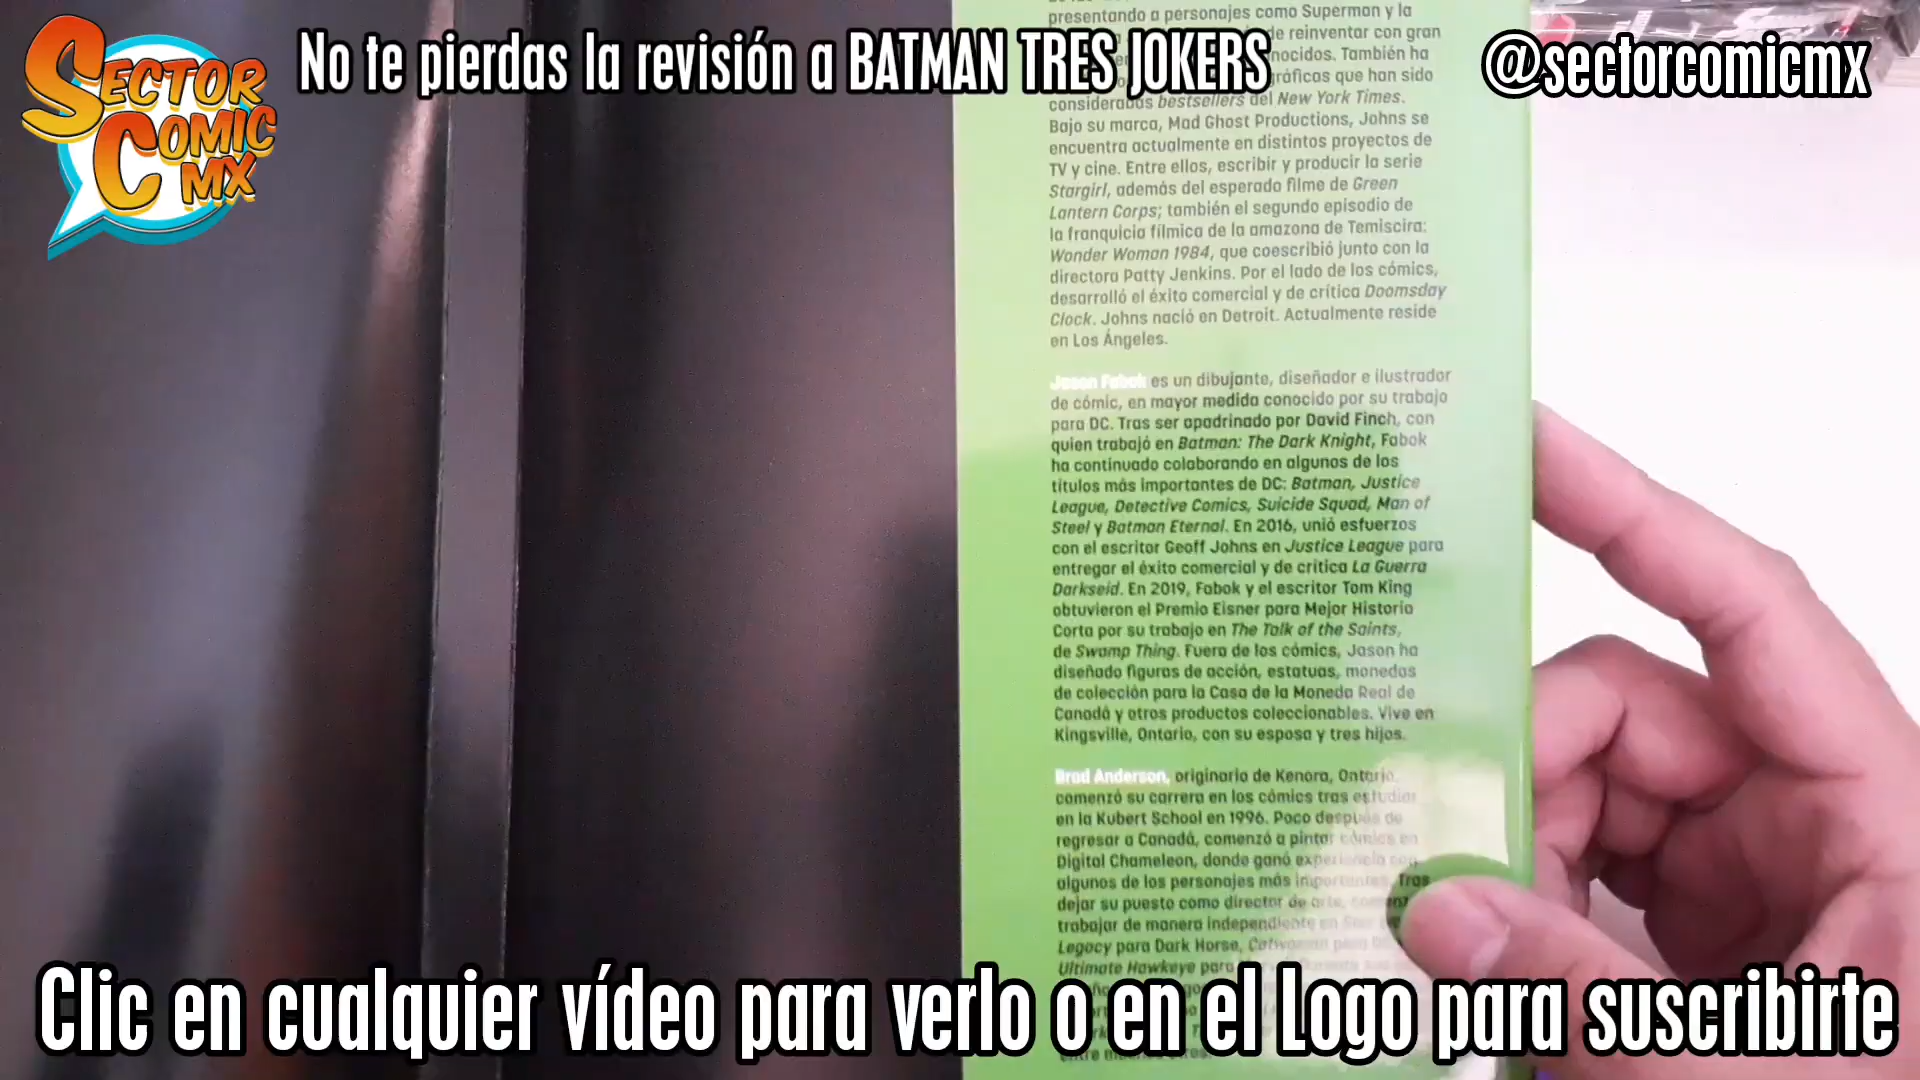 SECTOR
COMIC
MX
No te pierdas la revisión a BATMAN TRES JOKERS
@sectorcomicmx
presentando a personajes como Superman y la
de reinventar con gran
nocidos. También ha
gráficas que han sido
considerados bestsellers del New York Times.
Bajo su marca, Mad Ghost Productions, Johns se
encuentra actualmente en distintos proyectos de
TV y cine. Entre ellos, escribir y producir la serie
Stargirl, además del esperado filme de Green
Lantern Corps; también el segundo episodio de
la franquicia fílmica de la amazona de Temiscira:
Wonder Woman 1984, que coescribió junto con la
directora Patty Jenkins. Por el lado de los cómics,
desarrolló el éxito comercial y de crítica Doomsday
Clock. Johns nació en Detroit. Actualmente reside
en Los Ángeles.
Jason Fabok es un dibujante, diseñador e ilustrador
de cómic, en mayor medida conocido por su trabajo
para DC. Tras ser apadrinado por David Finch, con
quien trabajó en Batman: The Dark Knight, Fabok
ha continuado colaborando en algunos de los
títulos más importantes de DC: Batman, Justice
League, Detective Comics, Suicide Squad, Man of
Steel y Batman Eternal. En 2016, unió esfuerzos
con el escritor Geoff Johns en Justice League para
entregar el éxito comercial y de crítica La Guerra
Darkseid. En 2019, Fabok y el escritor Tom King
obtuvieron el Premio Eisner para Mejor Historia
Corta por su trabajo en The Talk of the Saints,
de Swamp Thing. Fuera de los cómics, Jason ha
diseñado figuras de acción, estatuas, monedas
de colección para la Casa de la Moneda Real de
Canadá y otros productos coleccionables. Vive en
Kingsville, Ontario, con su esposa y tres hijos.
Brad Anderson, originario de Kenora, Ontario,
comenzó su carrera en los cómics tras estudiar
en la Kubert School en 1996. Poco después de
regresar a Canadá, comenzó a pintar cómics en
Digital Chameleon, donde ganó experiencia con
algunos de los personajes más importantes. Tras
dejar su puesto como director de arte,
trabajar de manera independiente en
Legacy para Dark Horse, Catwoman para
Ultimate Hawkeye para
Clic en cualquier vídeo para verlo o en el Logo para suscribirte